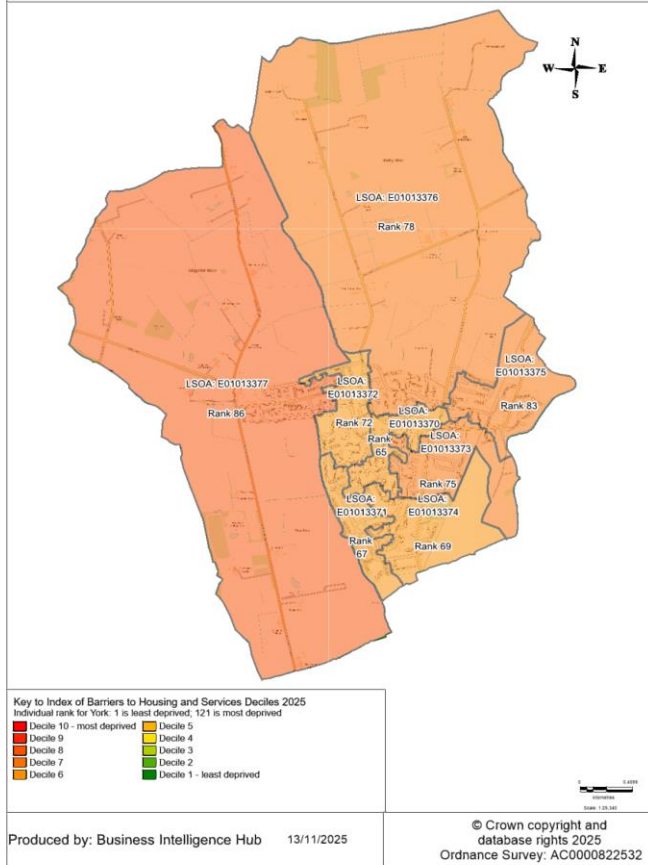 N
W E
S
LSOA: E01013376
Rank 78
LSOA:
E01013375
LSOA: E01013377
LSOA:
E01013372
Rank 83
Rank 86
LSOA:
E01013370
Rank 72
Rank
65
LSOA:
E01013373
Rank 75
LSOA:
E01013371
LSOA:
E01013374
Rank
67
Rank 69
Key to Index of Barriers to Housing and Services Deciles 2025
Individual rank for York: 1 is least deprived; 121 is most deprived
Decile 10 - most deprived
Decile 9
Decile 8
Decile 7
Decile 6
Decile 5
Decile 4
Decile 3
Decile 2
Decile 1 - least deprived
Produced by: Business Intelligence Hub 13/11/2025
© Crown copyright and
database rights 2025
Ordnance Survey: AC0000822532